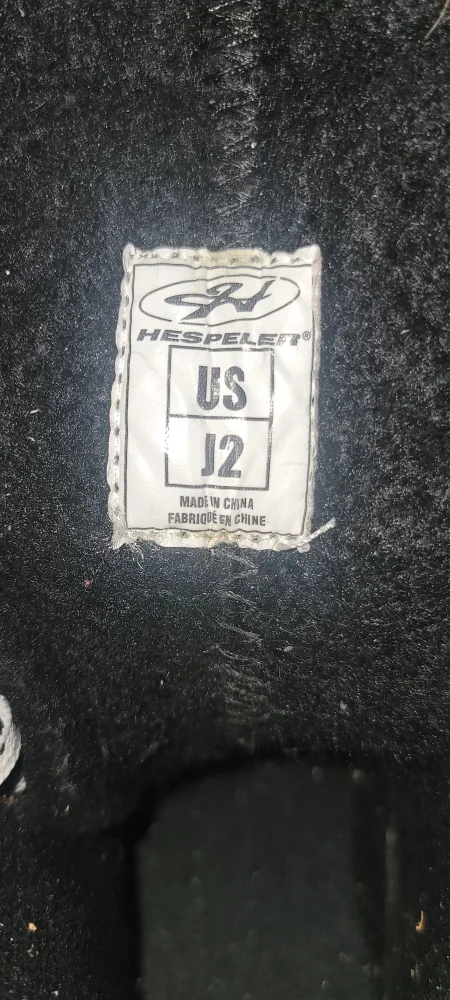 H
HESPELER®
US
J2
MADE IN CHINA
FABRIQUÉ EN CHINE